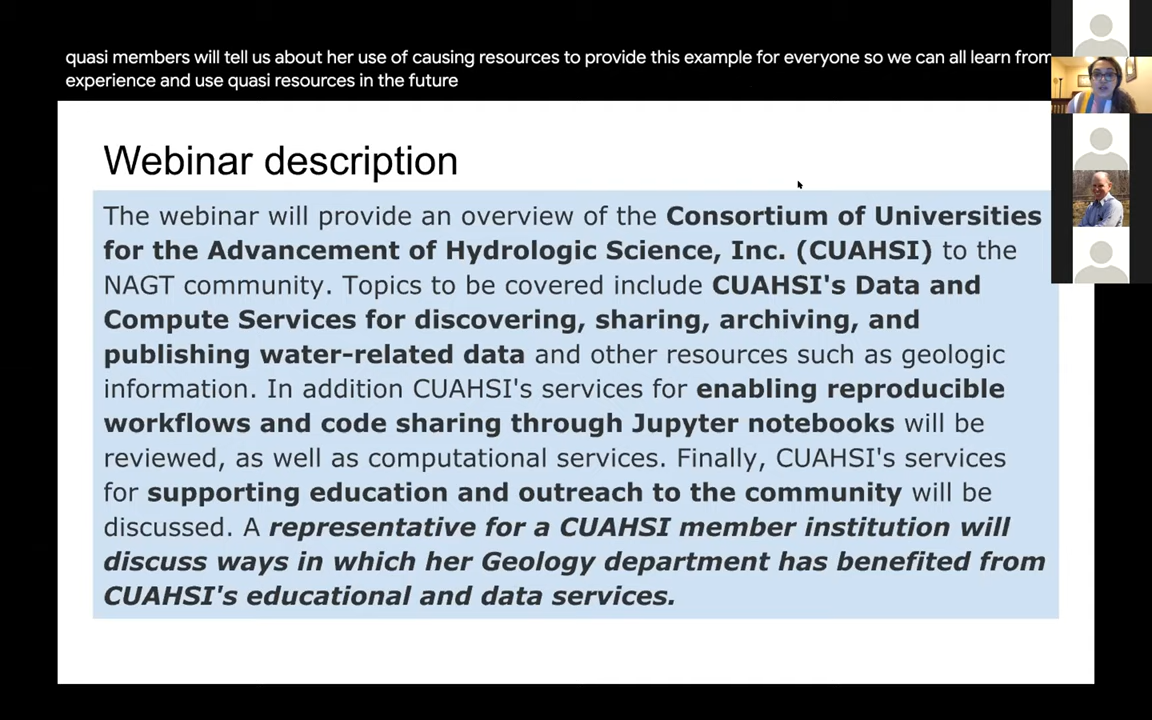 quasi members will tell us about her use of causing resources to provide this example for everyone so we can all learn from
experience and use quasi resources in the future
Webinar description
The webinar will provide an overview of the Consortium of Universities
for the Advancement of Hydrologic Science, Inc. (CUAHSI) to the
NAGT community. Topics to be covered include CUAHSI's Data and
Compute Services for discovering, sharing, archiving, and
publishing water-related data and other resources such as geologic
information. In addition CUAHSI's services for enabling reproducible
workflows and code sharing through Jupyter notebooks will be
reviewed, as well as computational services. Finally, CUAHSI's services
for supporting education and outreach to the community will be
discussed. A representative for a CUAHSI member institution will
discuss ways in which her Geology department has benefited from
CUAHSI's educational and data services.